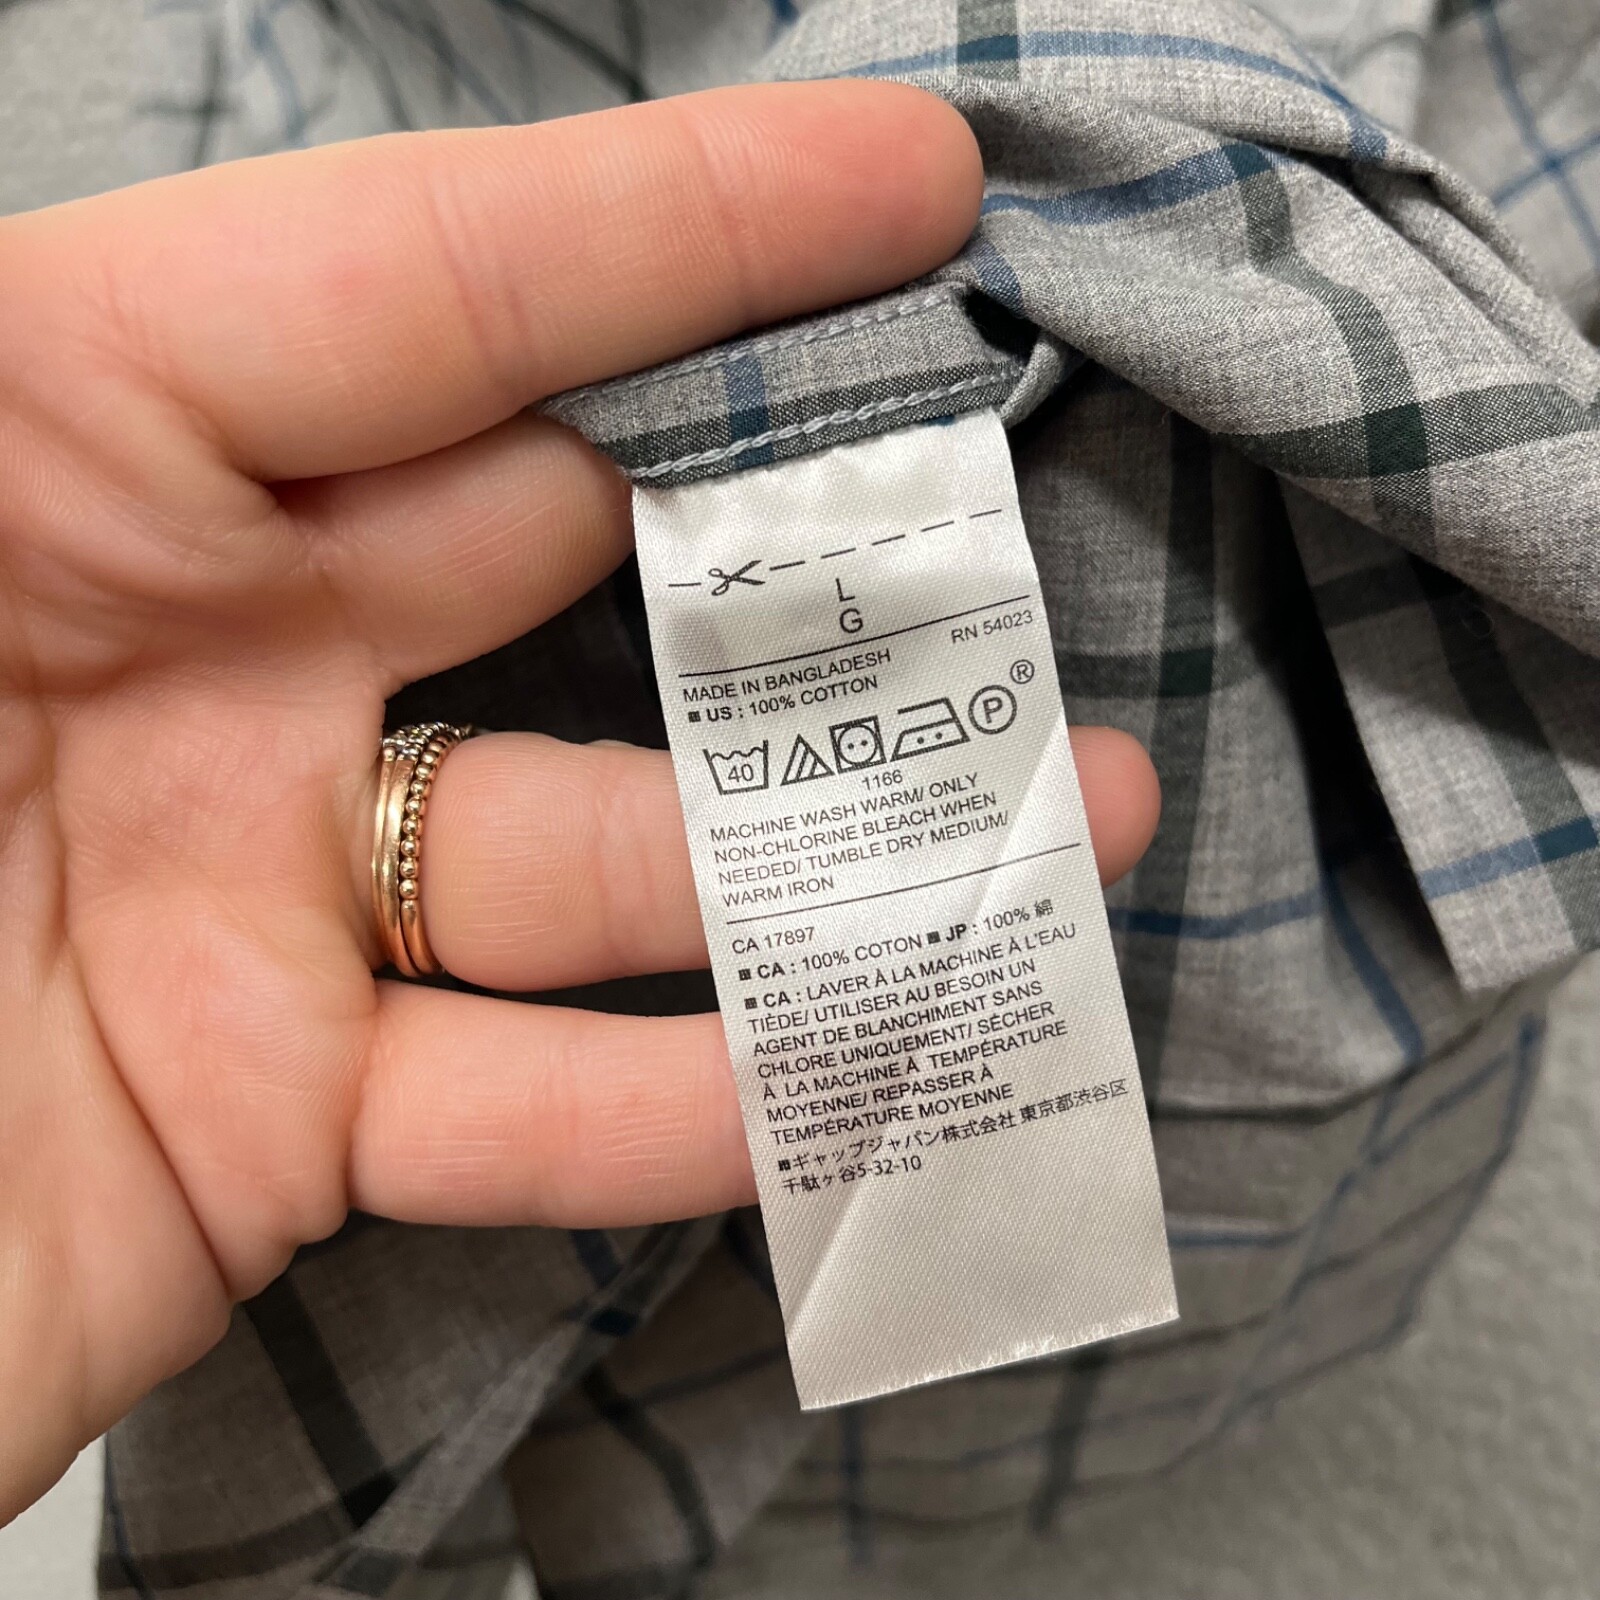 L
G
RN 54023
MADE IN BANGLADESH
US : 100% COTTON
40 P ®
1166
MACHINE WASH WARM/ ONLY
NON-CHLORINE BLEACH WHEN
NEEDED/ TUMBLE DRY MEDIUM/
WARM IRON
CA 17897
CA : 100% COTON ■ JP : 100% 綿
CA : LAVER À LA MACHINE À L'EAU
TIÈDE/ UTILISER AU BESOIN UN
AGENT DE BLANCHIMENT SANS
CHLORE UNIQUEMENT/ SÉCHER
À LA MACHINE À TEMPÉRATURE
MOYENNE/ REPASSER À
TEMPÉRATURE MOYENNE
■ギャップジャパン株式会社 東京都渋谷区
千駄ヶ谷5-32-10